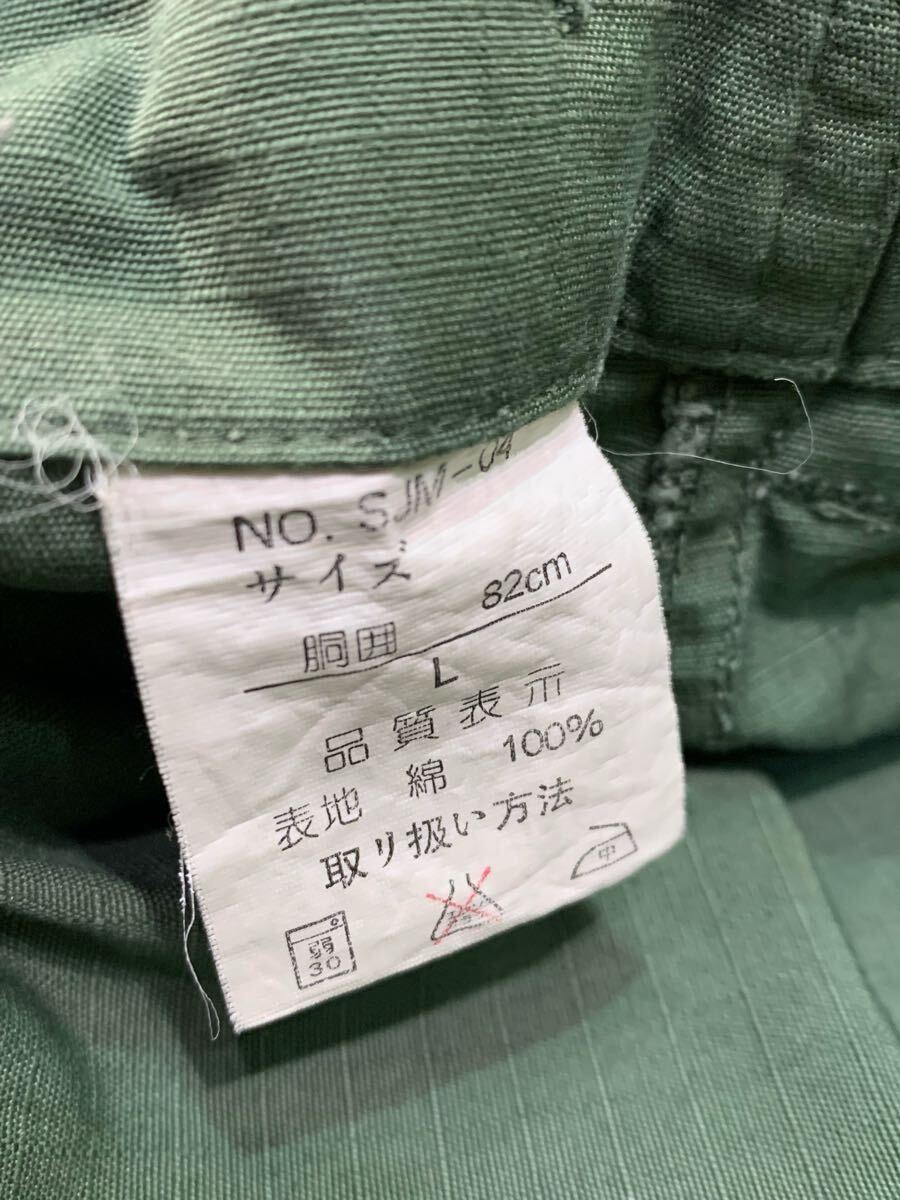 NO. SJM-04
サイズ
胴囲 82cm
L
品質表示
表地 綿 100%
取り扱い方法
弱
30
中